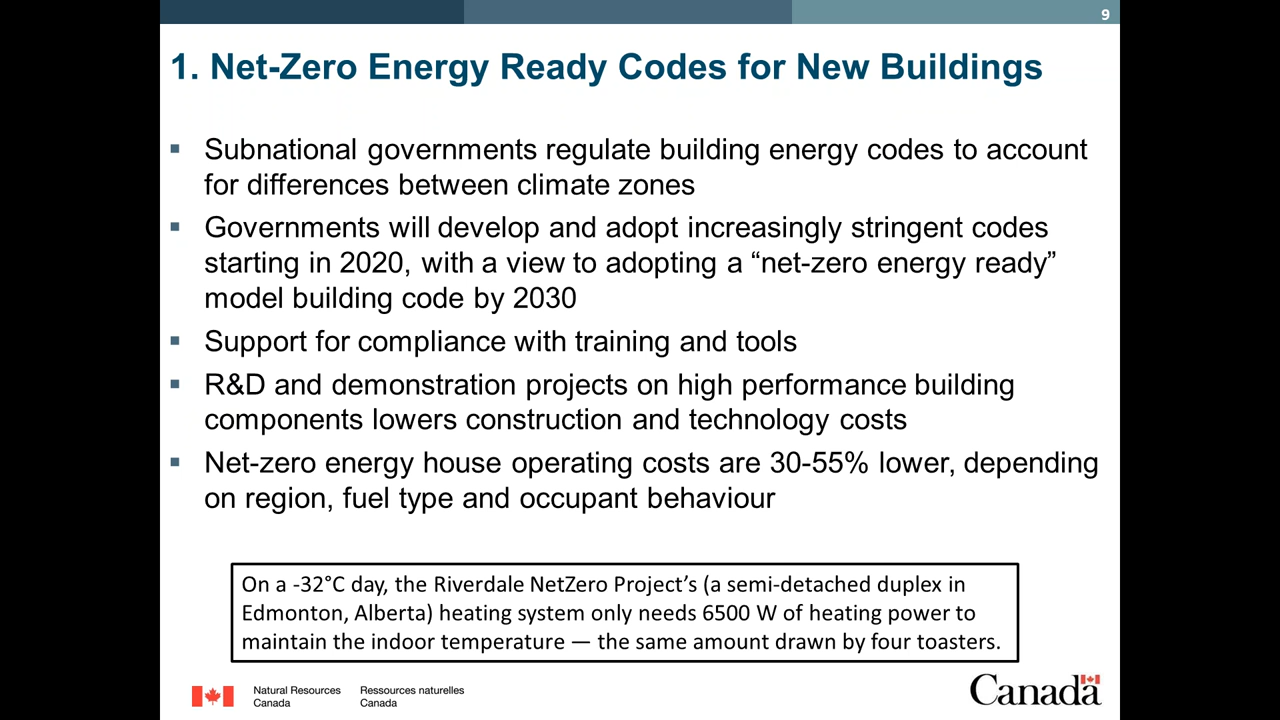 9
1. Net-Zero Energy Ready Codes for New Buildings
▪ Subnational governments regulate building energy codes to account
for differences between climate zones
▪ Governments will develop and adopt increasingly stringent codes
starting in 2020, with a view to adopting a “net-zero energy ready”
model building code by 2030
▪ Support for compliance with training and tools
▪ R&D and demonstration projects on high performance building
components lowers construction and technology costs
▪ Net-zero energy house operating costs are 30-55% lower, depending
on region, fuel type and occupant behaviour
On a -32°C day, the Riverdale NetZero Project’s (a semi-detached duplex in
Edmonton, Alberta) heating system only needs 6500 W of heating power to
maintain the indoor temperature — the same amount drawn by four toasters.
Natural Resources
Canada
Ressources naturelles
Canada
Canada